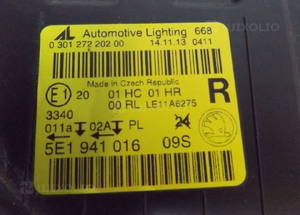 AL Automotive Lighting 668
0 301 272 202 00 14.11.13 0411
Made in Czech Republic
E1 20 01 HC 01 HR
00 RL LE11A6275 R
3340
011a 02A PL
5E1 941 016 09S